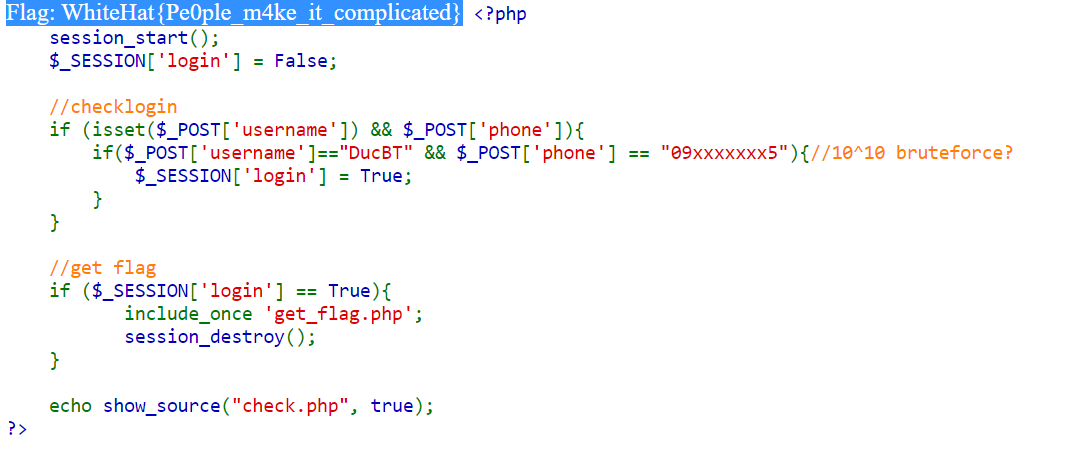 Flag: WhiteHat{Pe0ple_m4ke_it_complicated} <?php
session_start();
$_SESSION['login'] = False;
//checklogin
if (isset($_POST['username']) && $_POST['phone']){
if($_POST['username']=="DucBT" && $_POST['phone'] == "09xxxxxxx5"){//10^10 bruteforce?
$_SESSION['login'] = True;
}
}
//get flag
if ($_SESSION['login'] == True){
include_once 'get_flag.php';
session_destroy();
}
echo show_source("check.php", true);
?>